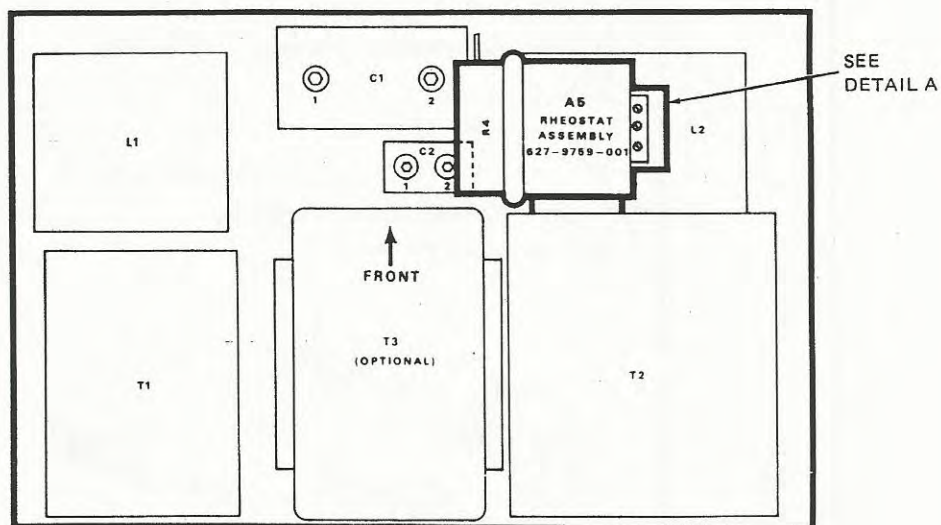 SEE
DETAIL A
C1
1 2
L1
R4
A5
RHEOSTAT
ASSEMBLY
627-9759-001
L2
C2
1 2
FRONT
T3
(OPTIONAL)
T1
T2